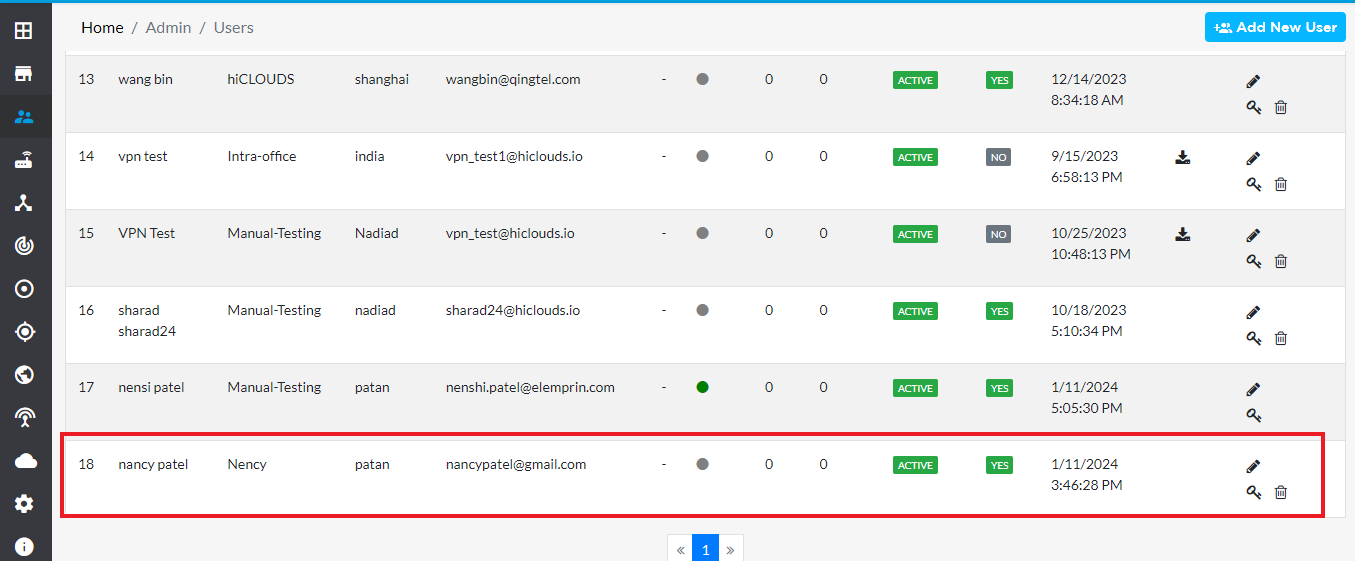 Home / Admin / Users
Add New User
13 wang bin hiCLOUDS shanghai wangbin@qingtel.com - 0 0 ACTIVE YES 12/14/2023
8:34:18 AM
14 vpn test Intra-office india vpn_test1@hiclouds.io - 0 0 ACTIVE NO 9/15/2023
6:58:13 PM
15 VPN Test Manual-Testing Nadiad vpn_test@hiclouds.io - 0 0 ACTIVE NO 10/25/2023
10:48:13 PM
16 sharad Manual-Testing nadiad sharad24@hiclouds.io - 0 0 ACTIVE YES 10/18/2023
sharad24 5:10:34 PM
17 nensi patel Manual-Testing patan nenshi.patel@elemprin.com - 0 0 ACTIVE YES 1/11/2024
5:05:30 PM
18 nancy patel Nency patan nancypatel@gmail.com - 0 0 ACTIVE YES 1/11/2024
3:46:28 PM
« 1 »